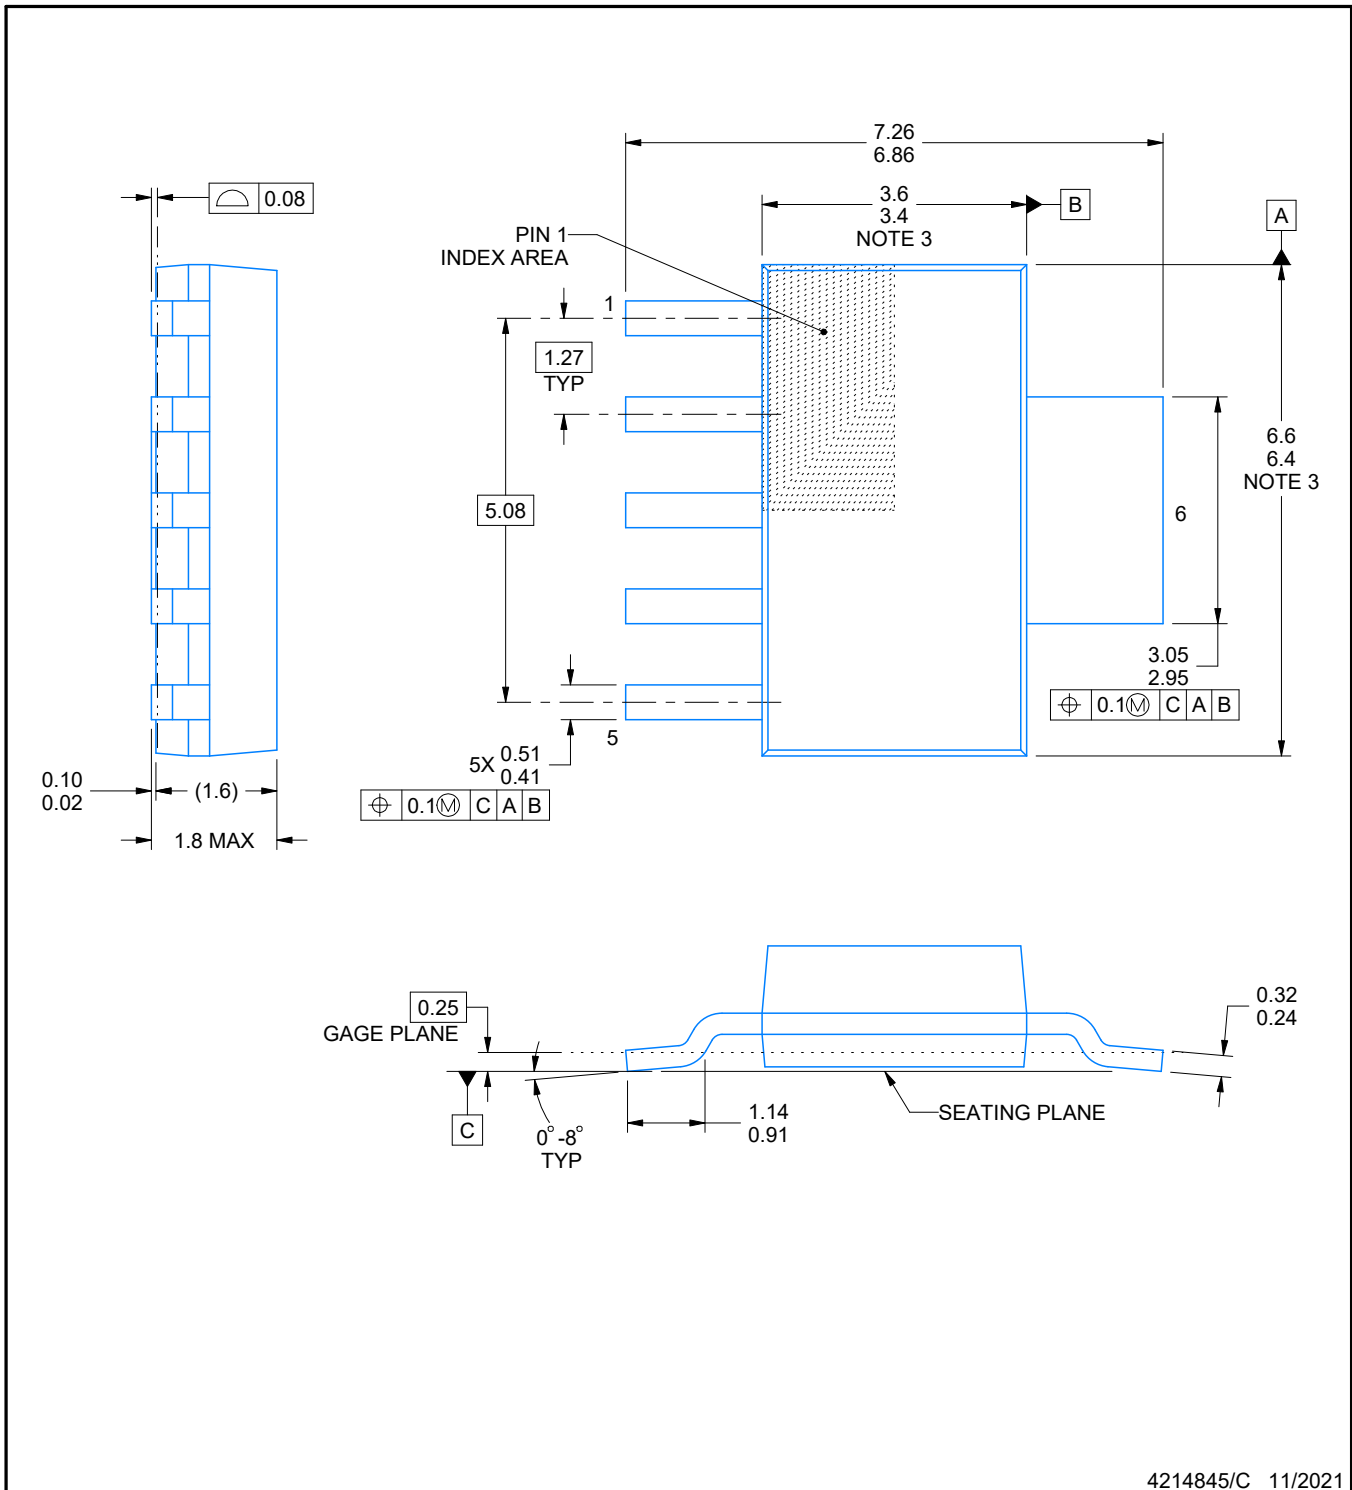 7.26
6.86
3.6
3.4
NOTE 3
B
A
0.08
PIN 1
INDEX AREA
1
1.27
TYP
5.08
6.6
6.4
NOTE 3
6
3.05
2.95
0.1 M C A B
5
5X 0.51
0.41
0.1 M C A B
0.10
0.02
(1.6)
1.8 MAX
0.25
GAGE PLANE
0.32
0.24
C
0°-8°
TYP
1.14
0.91
SEATING PLANE
4214845/C 11/2021